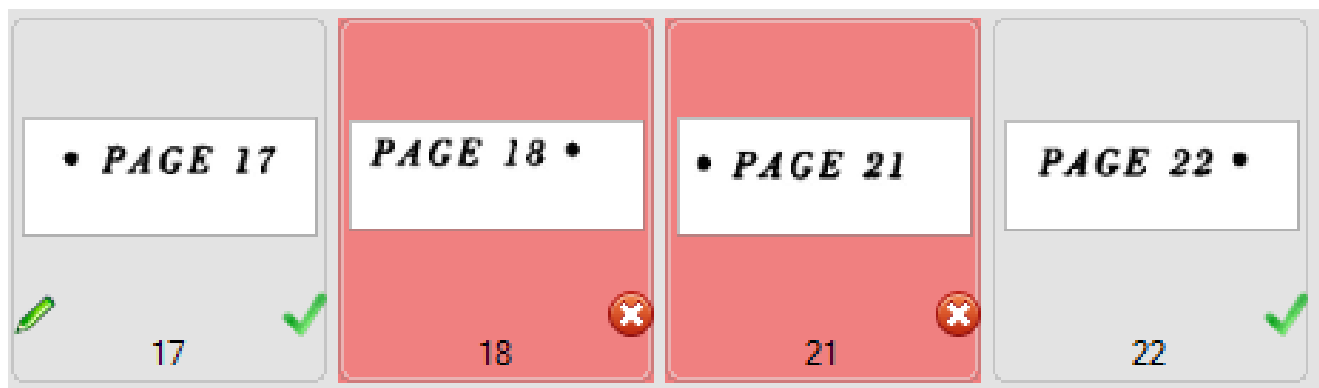 • PAGE 17
PAGE 18 •
• PAGE 21
PAGE 22 •
17
18
21
22